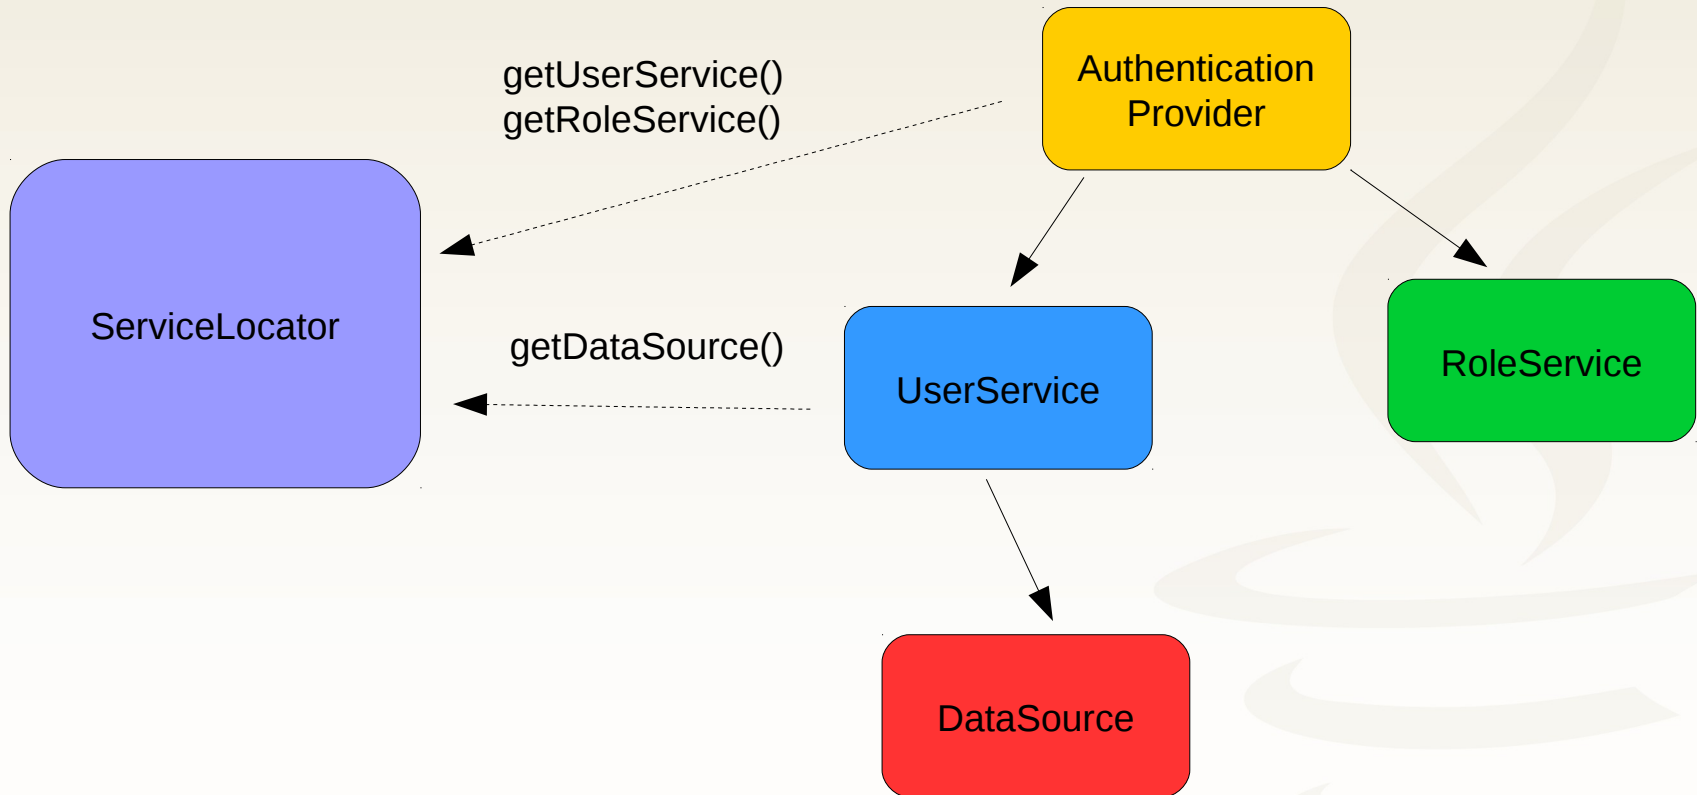 getUserService()
getRoleService()
Authentication
Provider
ServiceLocator
getDataSource()
UserService
RoleService
DataSource